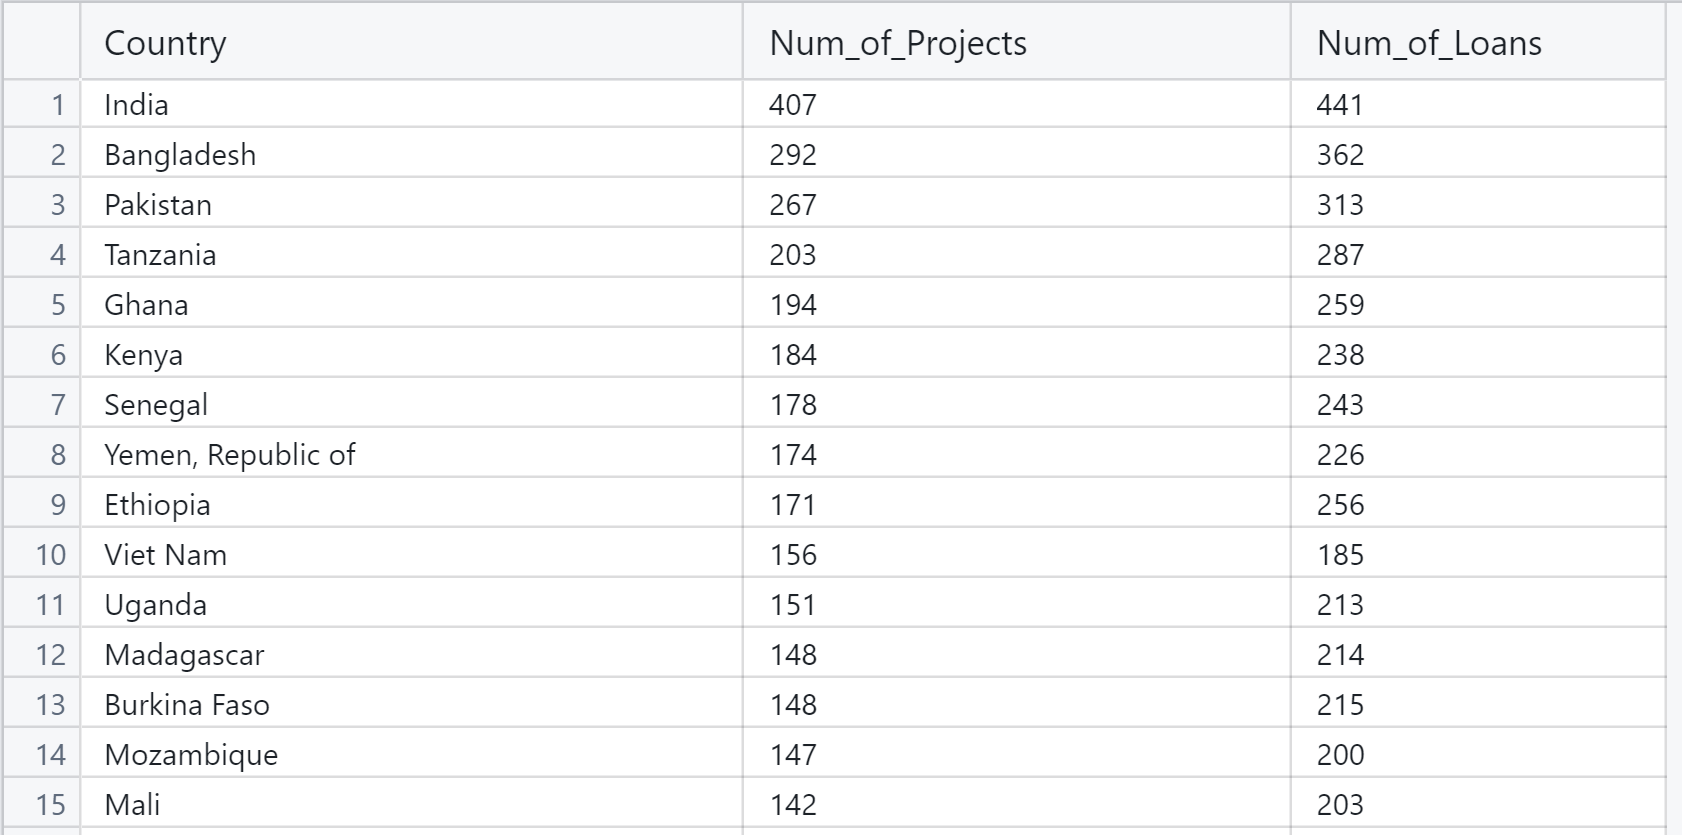 Country Num_of_Projects Num_of_Loans
1 India 407 441
2 Bangladesh 292 362
3 Pakistan 267 313
4 Tanzania 203 287
5 Ghana 194 259
6 Kenya 184 238
7 Senegal 178 243
8 Yemen, Republic of 174 226
9 Ethiopia 171 256
10 Viet Nam 156 185
11 Uganda 151 213
12 Madagascar 148 214
13 Burkina Faso 148 215
14 Mozambique 147 200
15 Mali 142 203